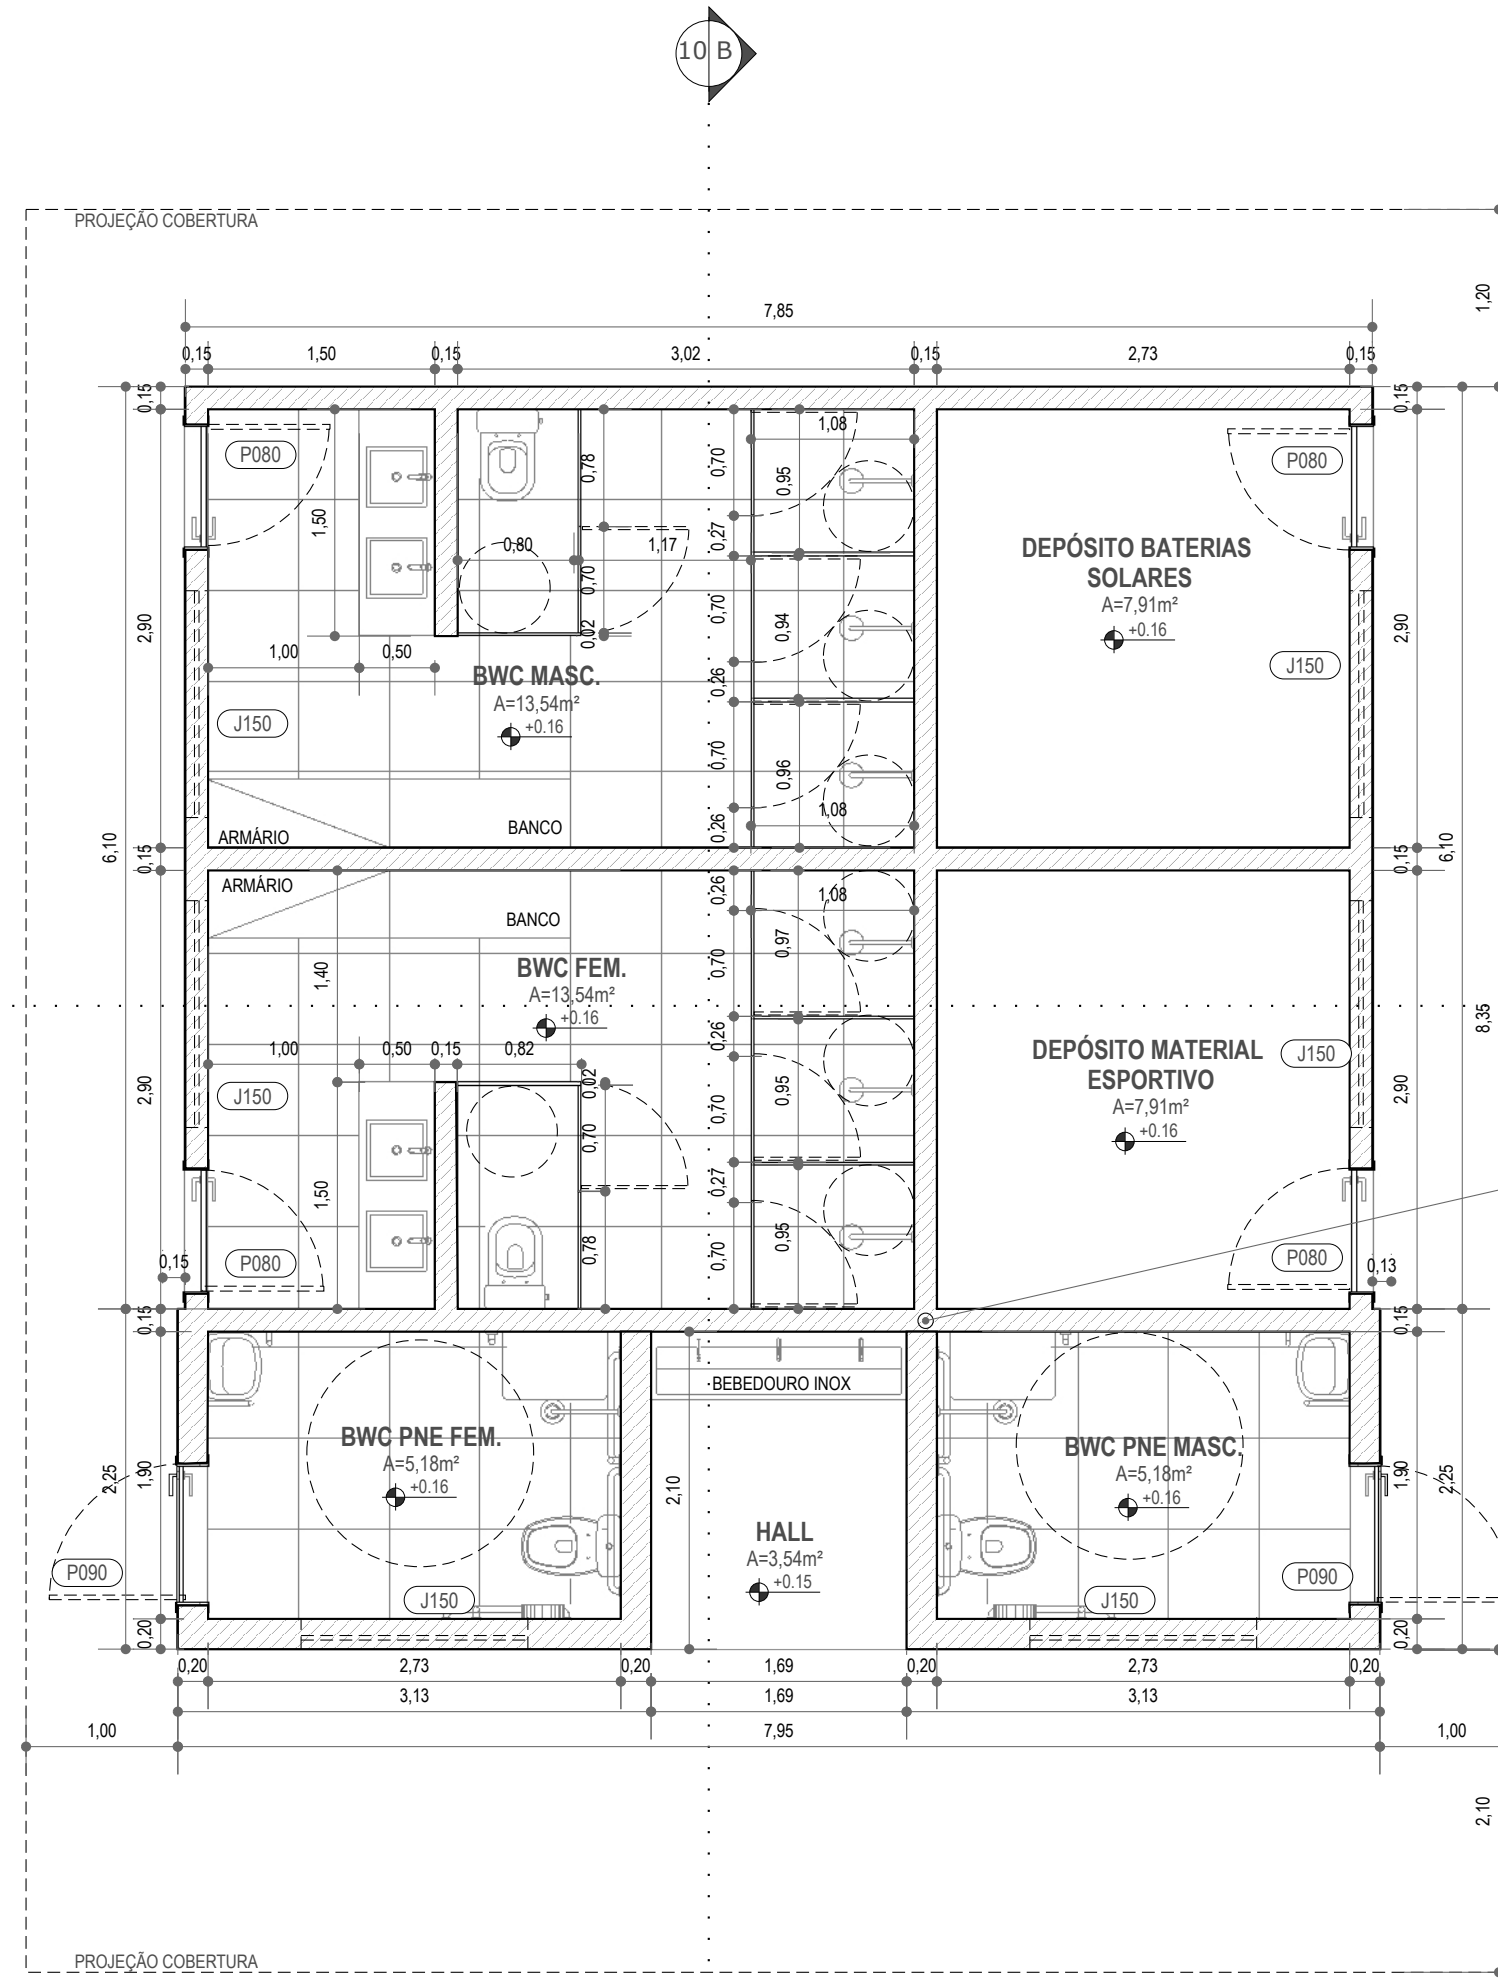 10 B
PROJEÇÃO COBERTURA
1,20
7,85
0,15 1,50 0,15 3,02 0,15 2,73 0,15
0,15
0,15
P080
1,50
0,78
0,70
1,08
0,95
P080
0,27
0,80
1,17
0,70
0,02
DEPÓSITO BATERIAS
SOLARES
A=7,91m²
+0.16
2,90
0,70
0,94
2,90
1,00 0,50
BWC MASC.
A=13,54m²
+0.16
0,26
J150
J150
0,70
0,96
1,08
0,26
ARMÁRIO
BANCO
6,10
0,15
0,15
6,10
ARMÁRIO
BANCO
0,26
1,08
0,97
0,70
1,40
BWC FEM.
A=13,54m²
+0.16
8,35
0,26
1,00 0,50 0,15 0,82
0,02
DEPÓSITO MATERIAL
ESPORTIVO
A=7,91m²
+0.16
J150
2,90
J150
0,70
0,70
0,95
2,90
1,50
0,27
0,78
0,70
0,95
P080
P080
0,15
0,13
0,15
0,15
BEBEDOURO INOX
BWC PNE FEM.
A=5,18m²
+0.16
BWC PNE MASC.
A=5,18m²
+0.16
2,25
1,90
2,10
1,90
2,25
HALL
A=3,54m²
+0.15
P090
J150
J150
P090
0,20
0,20
0,20 2,73 0,20 1,69 0,20 2,73 0,20
3,13 1,69 3,13
1,00 7,95 1,00
2,10
PROJEÇÃO COBERTURA